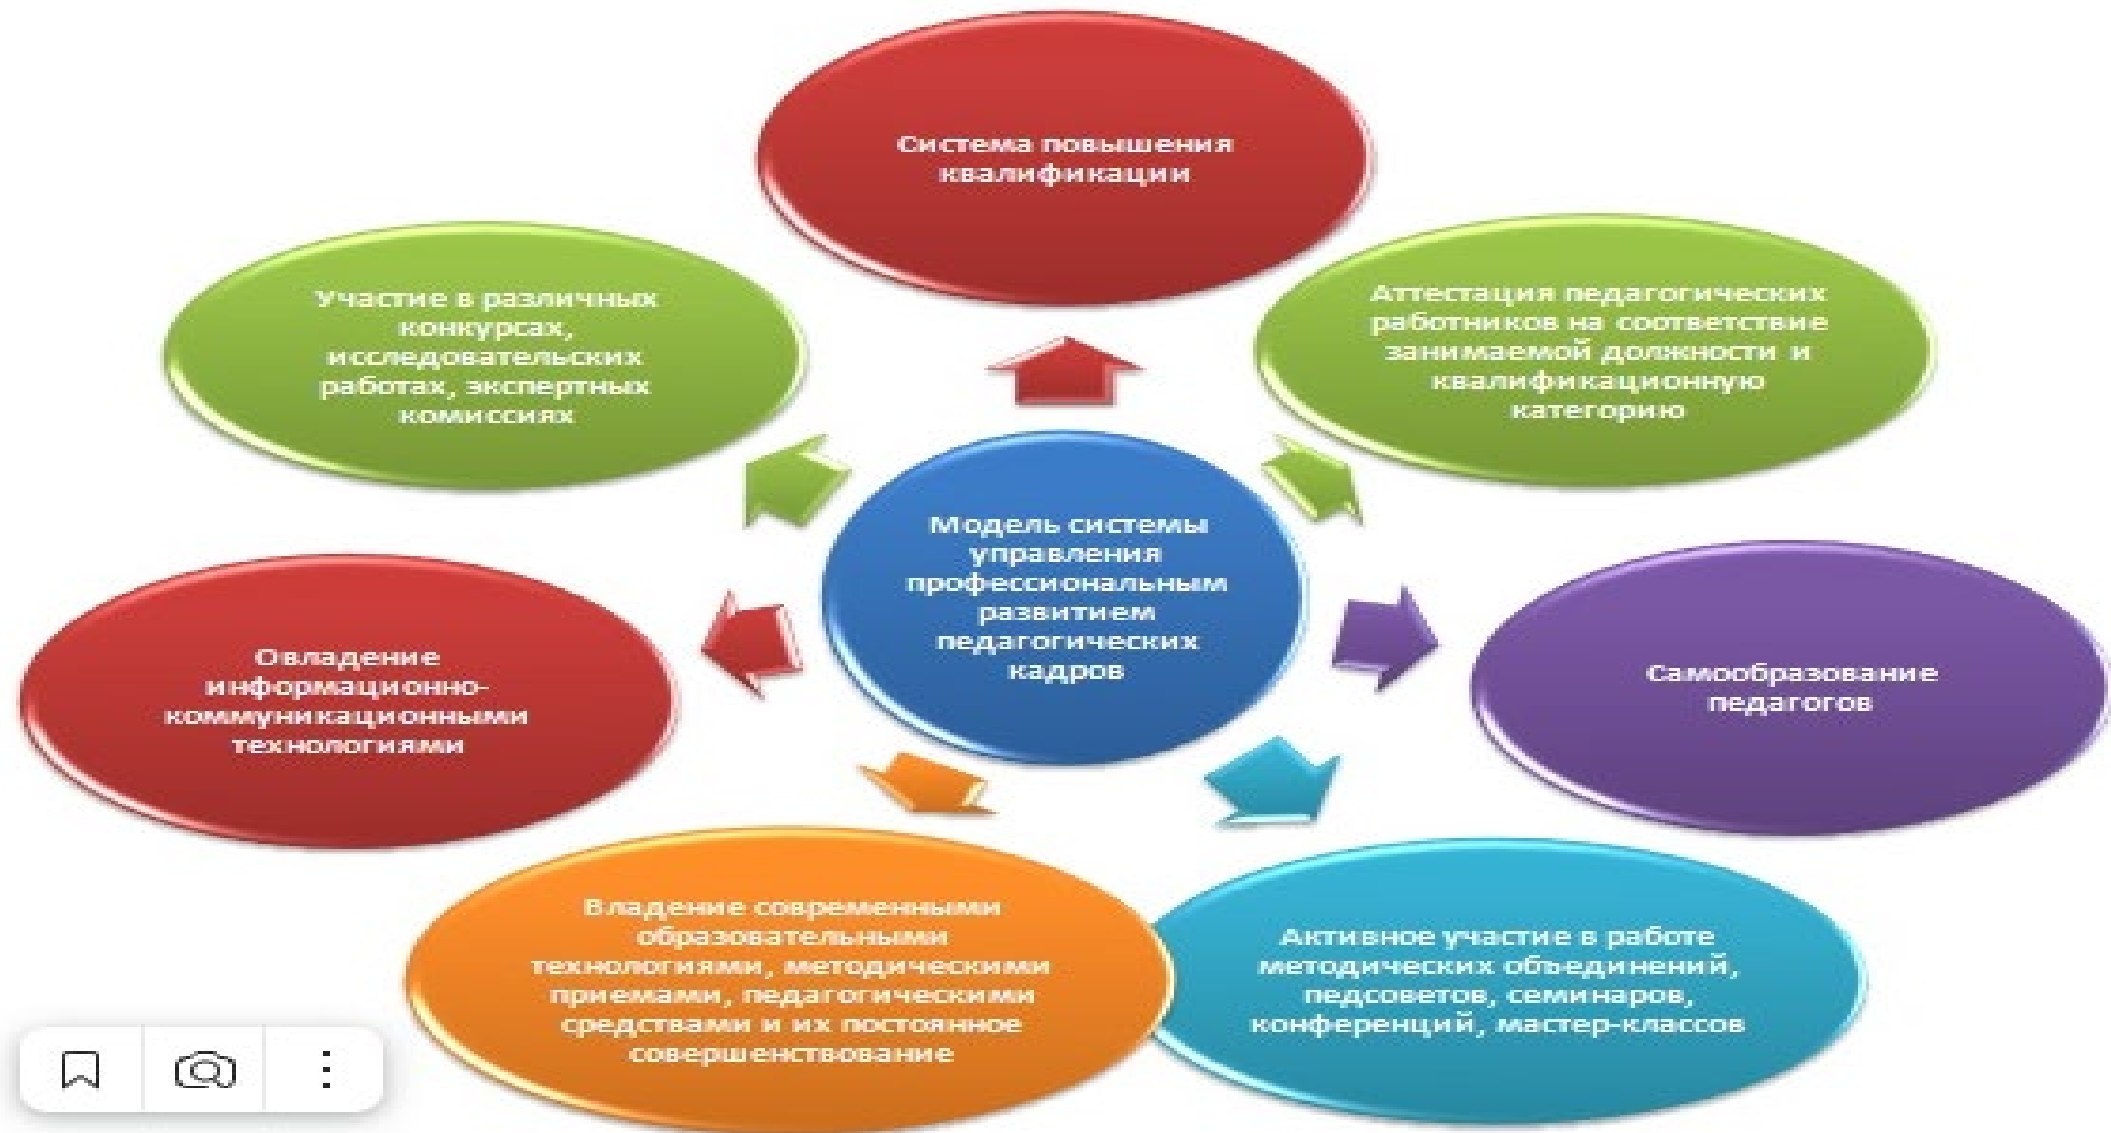 Система повышения
квалификации
Участие в различных
конкурсах,
исследовательских
работах, экспертных
комиссиях
Аттестация педагогических
работников на соответствие
занимаемой должности и
квалификационную
категорию
Модель системы
управления
профессиональным
развитием
педагогических
кадров
Овладение
информационно-
коммуникационными
технологиями
Самообразование
педагогов
Владение современными
образовательными
технологиями, методическими
приемами, педагогическими
средствами и их постоянное
совершенствование
Активное участие в работе
методических объединений,
педсоветов, семинаров,
конференций, мастер-классов